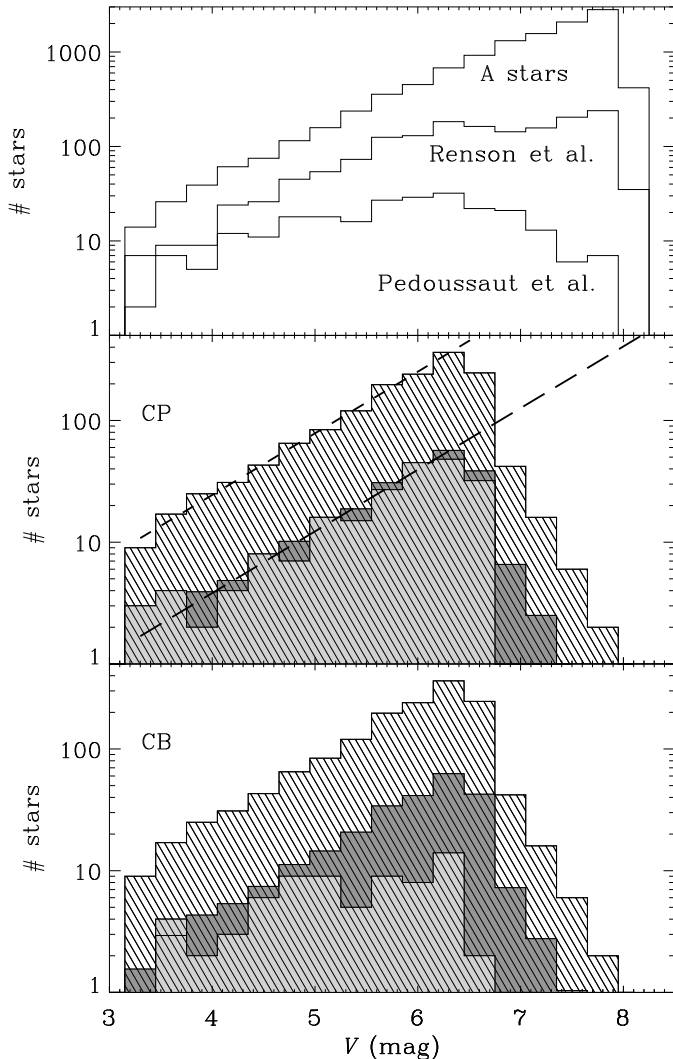 1000
100
10
1
# stars
A stars
Renson et al.
Pedoussaut et al.
100
10
1
# stars
CP
100
10
1
# stars
CB
3 4 5 6 7 8
V (mag)